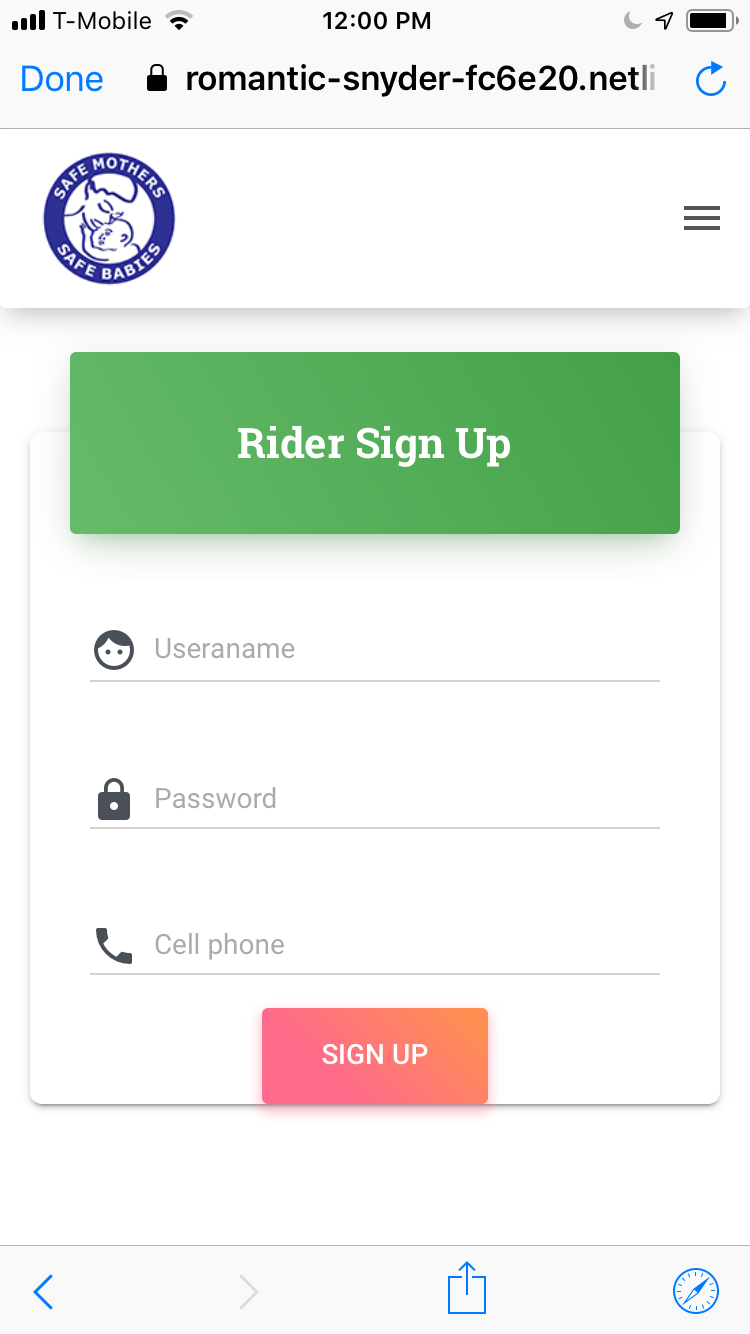 T-Mobile 12:00 PM
Done romantic-snyder-fc6e20.netli
SAFE MOTHERS
SAFE BABIES
Rider Sign Up
Useraname
Password
Cell phone
SIGN UP